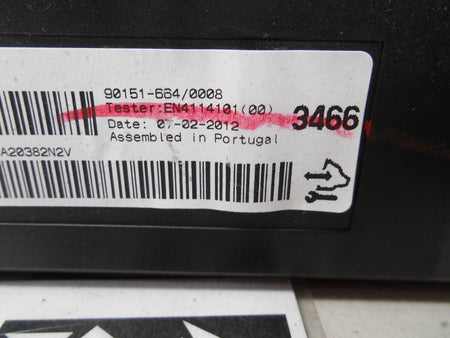 90151-664/0008
Tester:EN4114101(00)
3466
Date: 07-02-2012
Assembled in Portugal
A20382N2V